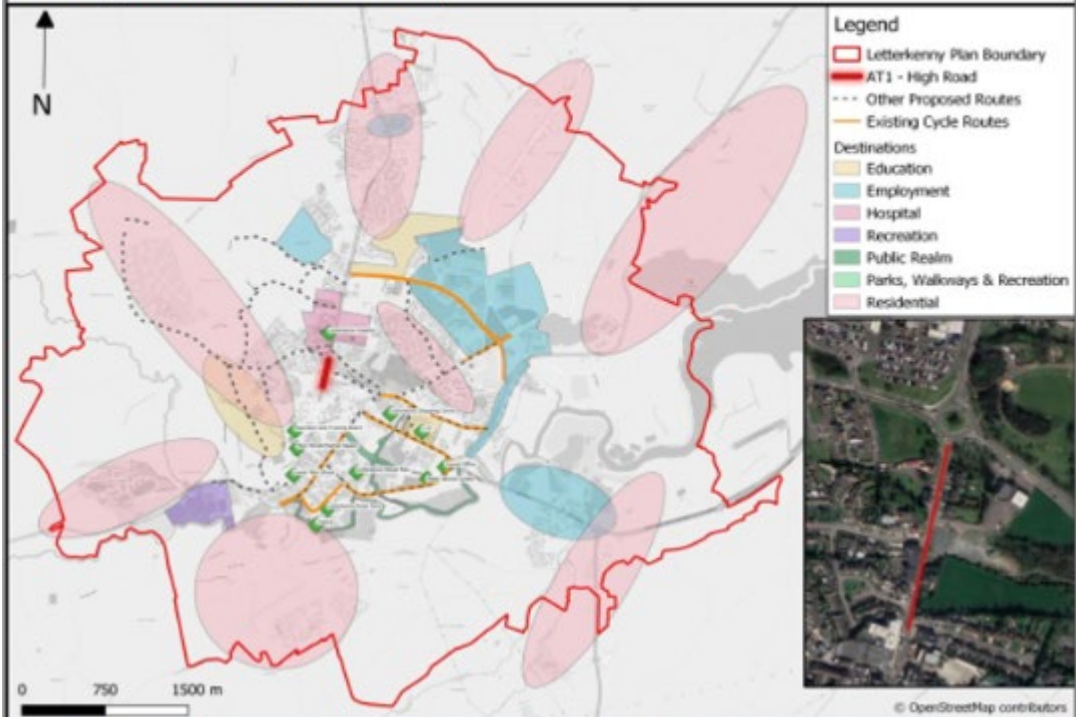 N
Legend
Letterkenny Plan Boundary
AT1 - High Road
Other Proposed Routes
Existing Cycle Routes
Destinations
Education
Employment
Hospital
Recreation
Public Realm
Parks, Walkways & Recreation
Residential
0 750 1500 m
© OpenStreetMap contributors